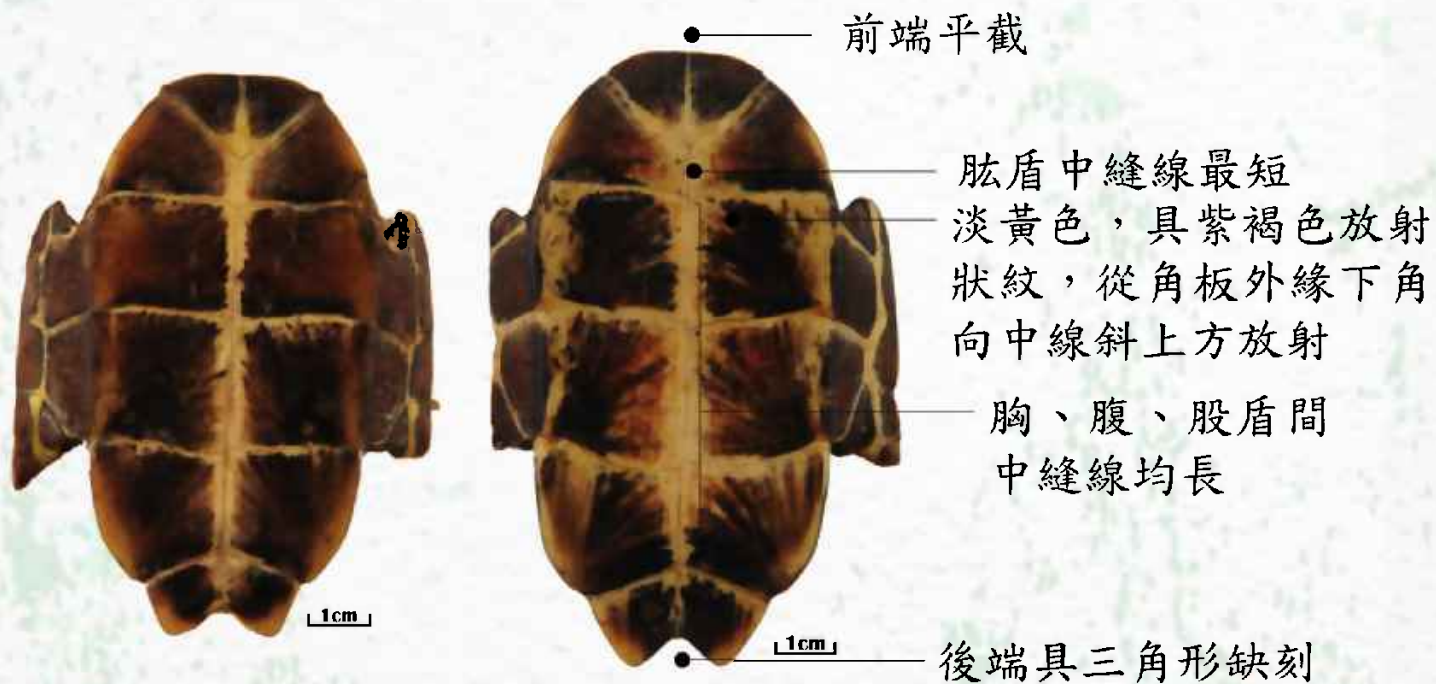 前端平截
肱盾中縫線最短
淡黃色，具紫褐色放射
狀紋，從角板外緣下角
向中線斜上方放射
胸、腹、股盾間
中縫線均長
1cm
1cm
後端具三角形缺刻